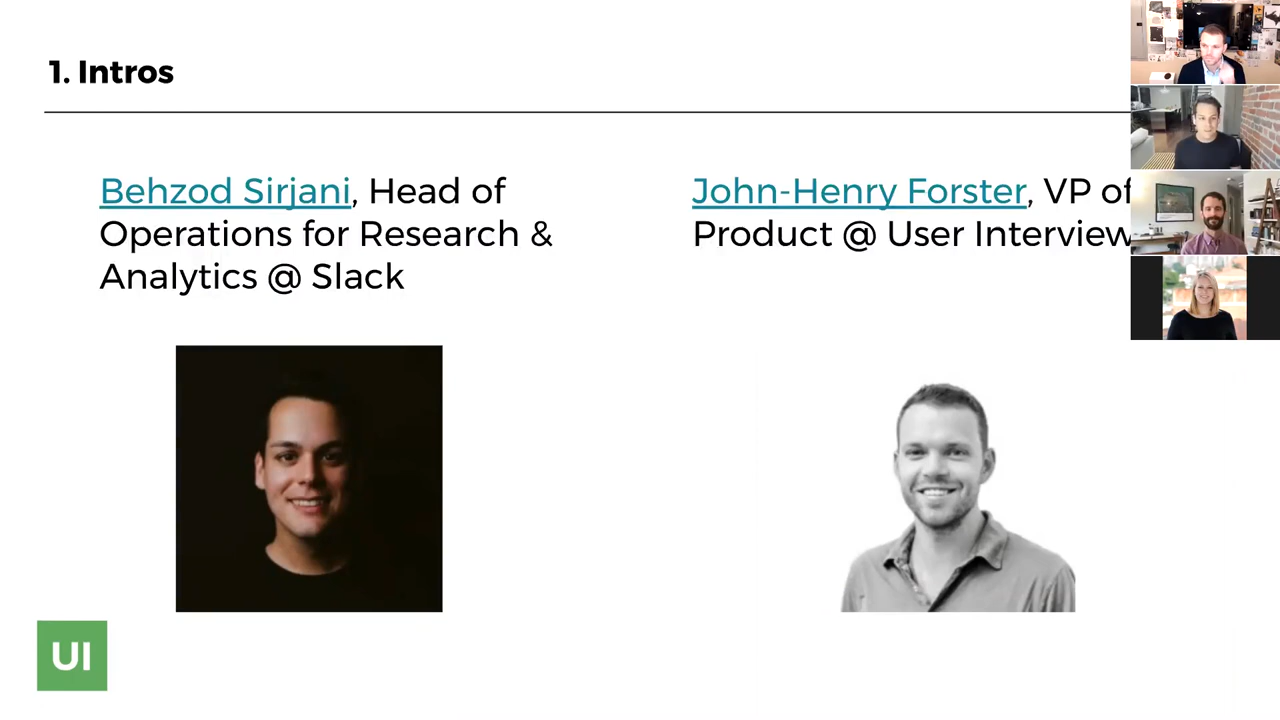 1. Intros
Behzod Sirjani, Head of
Operations for Research &
Analytics @ Slack
John-Henry Forster, VP of
Product @ User Interview
UI